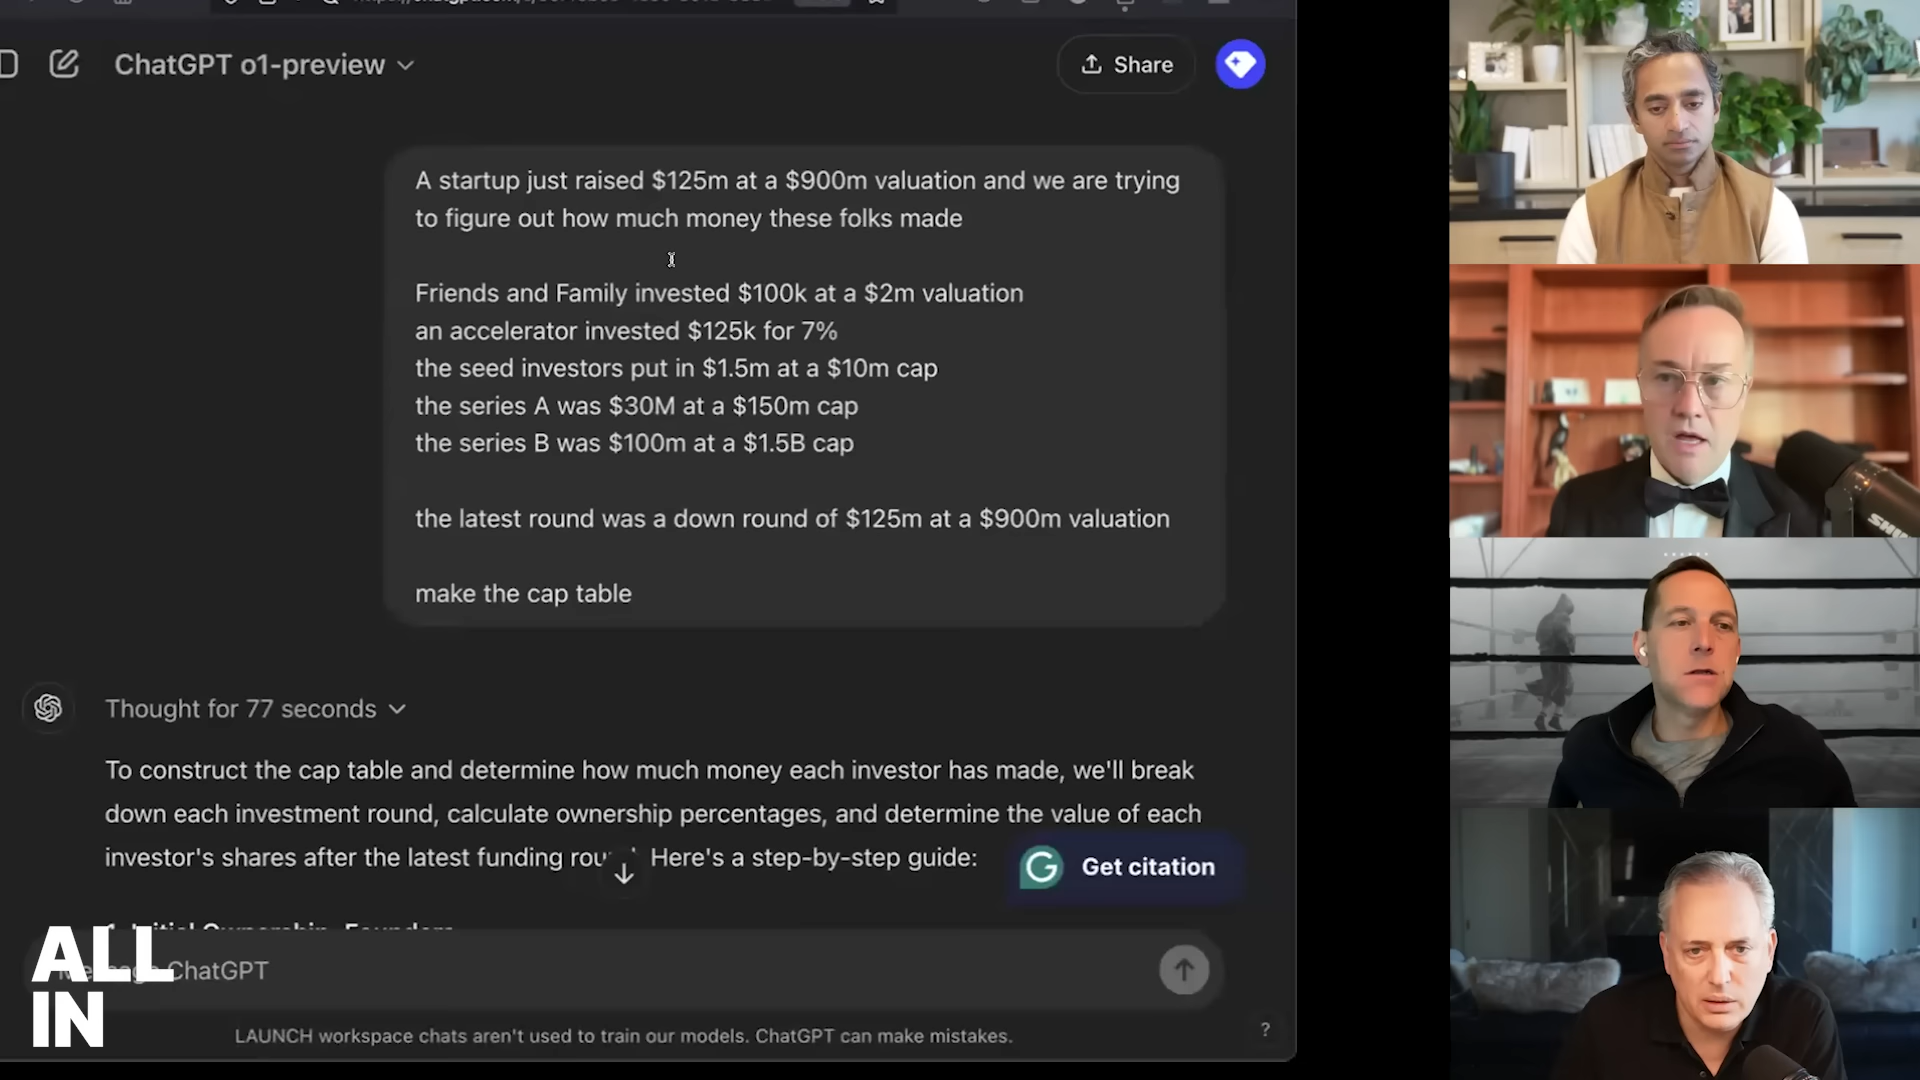 ChatGPT o1-preview
Share
A startup just raised $125m at a $900m valuation and we are trying
to figure out how much money these folks made
Friends and Family invested $100k at a $2m valuation
an accelerator invested $125k for 7%
the seed investors put in $1.5m at a $10m cap
the series A was $30M at a $150m cap
the series B was $100m at a $1.5B cap
the latest round was a down round of $125m at a $900m valuation
make the cap table
Thought for 77 seconds
To construct the cap table and determine how much money each investor has made, we'll break
down each investment round, calculate ownership percentages, and determine the value of each
investor's shares after the latest funding Here's a step-by-step guide:
Get citation
ChatGPT
ALL
IN
LAUNCH workspace chats aren't used to train our models. ChatGPT can make mistakes.
?